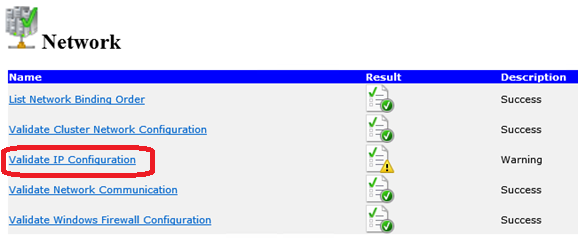 Network
Name Result Description
List Network Binding Order Success
Validate Cluster Network Configuration Success
Validate IP Configuration Warning
Validate Network Communication Success
Validate Windows Firewall Configuration Success